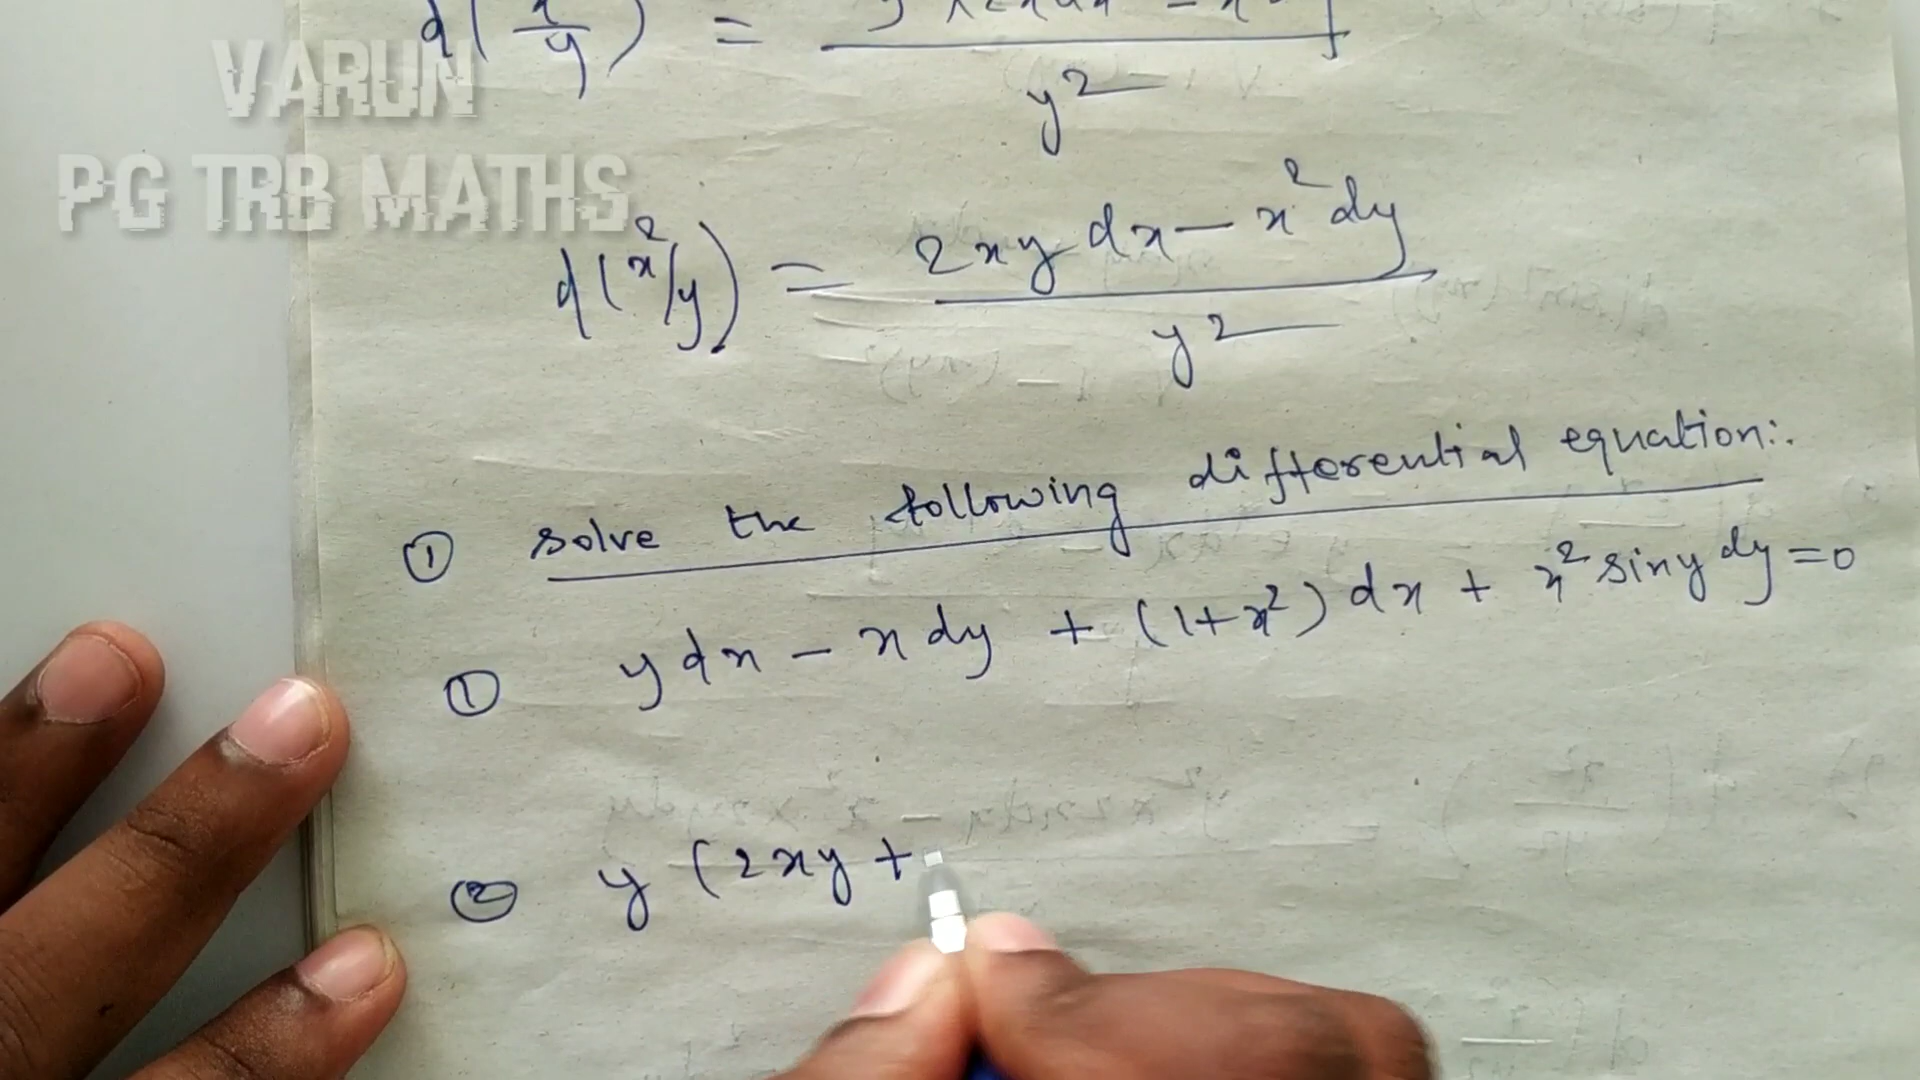 VARUN
PG TRB MATHS
y²
d(x²/y) = 2xy dx - x² dy / y²
① solve the following differential equation:.
① y dx - x dy + (1+x²) dx + x² siny dy = 0
② y (2xy +